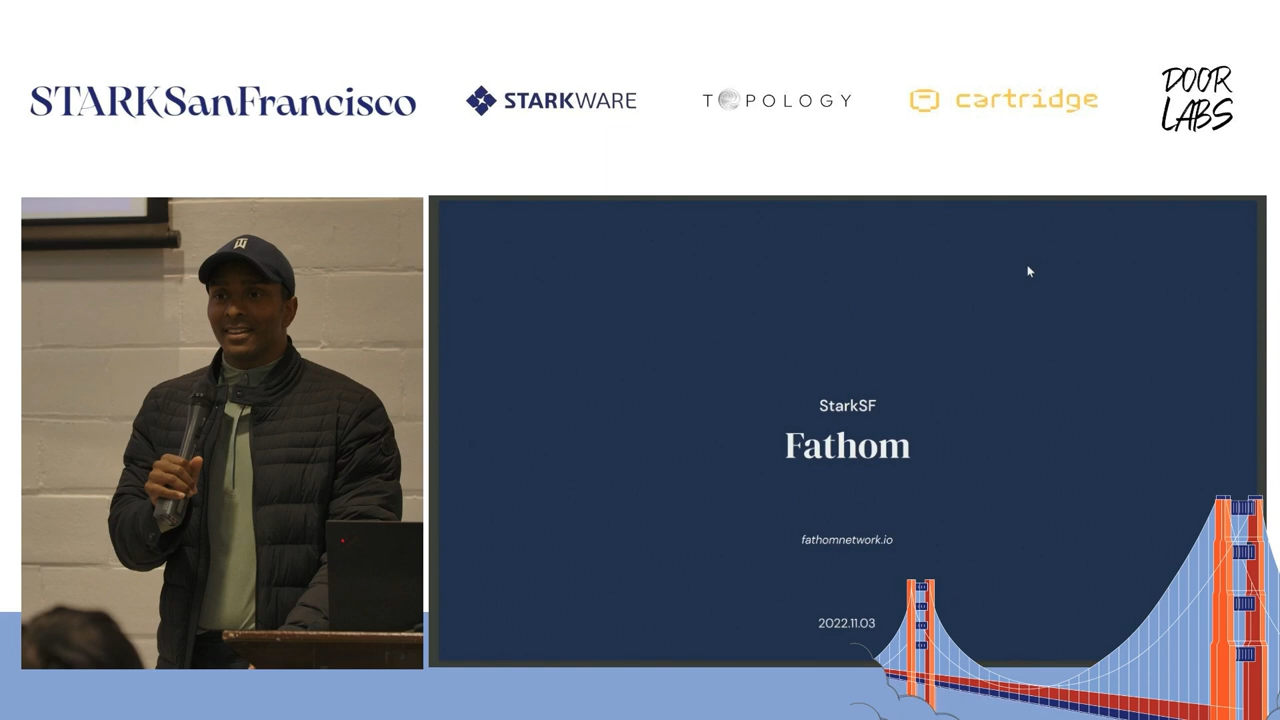 STARKSanFrancisco
STARKWARE
TOPOLOGY
cartridge
DOOR
LABS
StarkSF
Fathom
fathomnetwork.io
2022.11.03